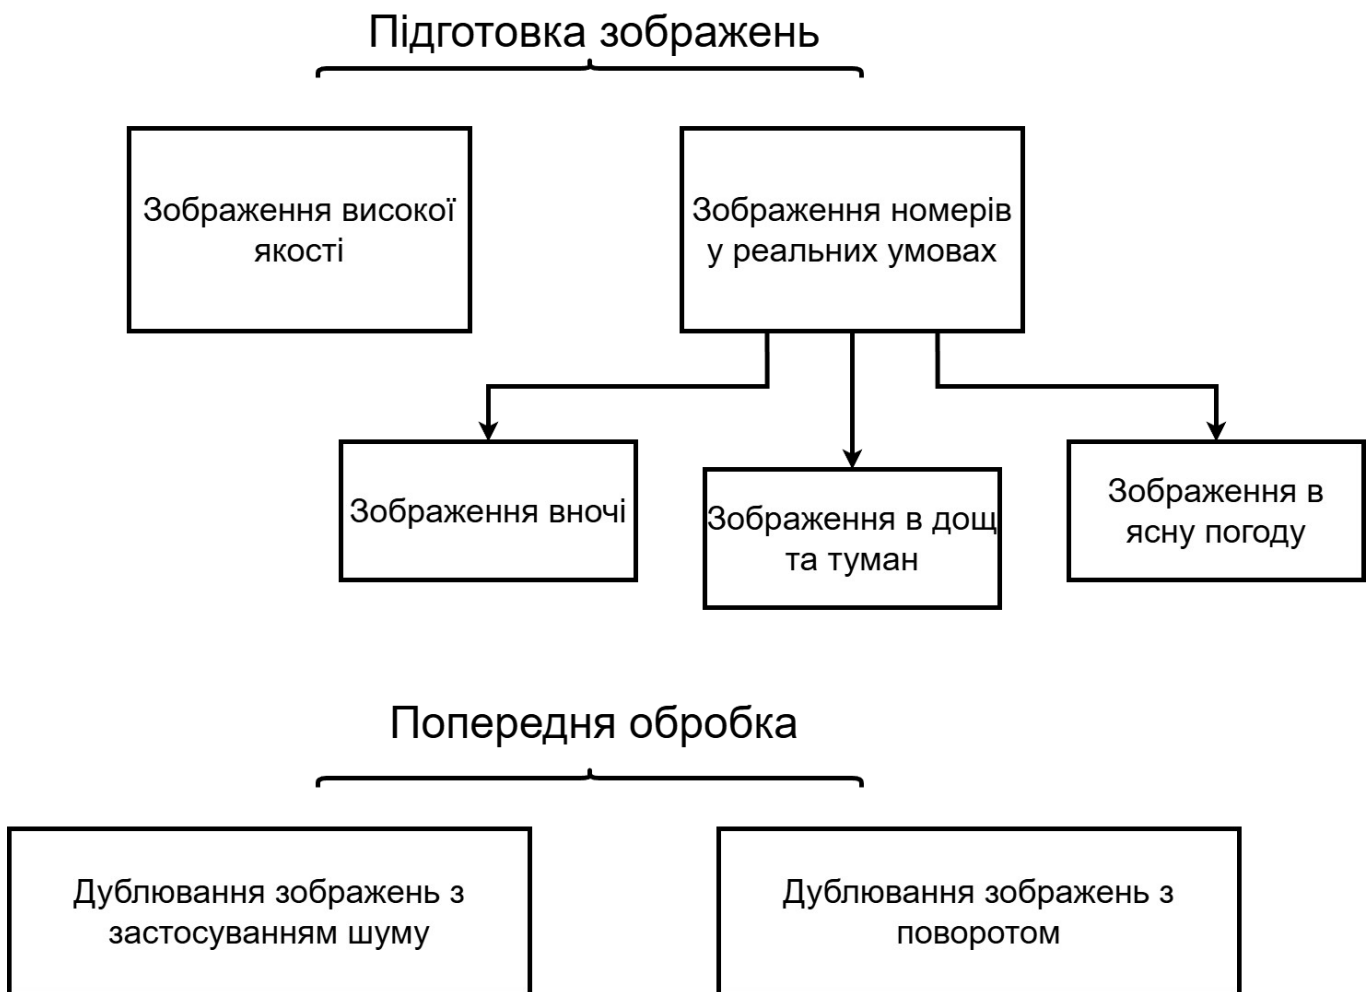 Підготовка зображень
Зображення високої
якості
Зображення номерів
у реальних умовах
Зображення вночі
Зображення в дощ
та туман
Зображення в
ясну погоду
Попередня обробка
Дублювання зображень з
застосуванням шуму
Дублювання зображень з
поворотом